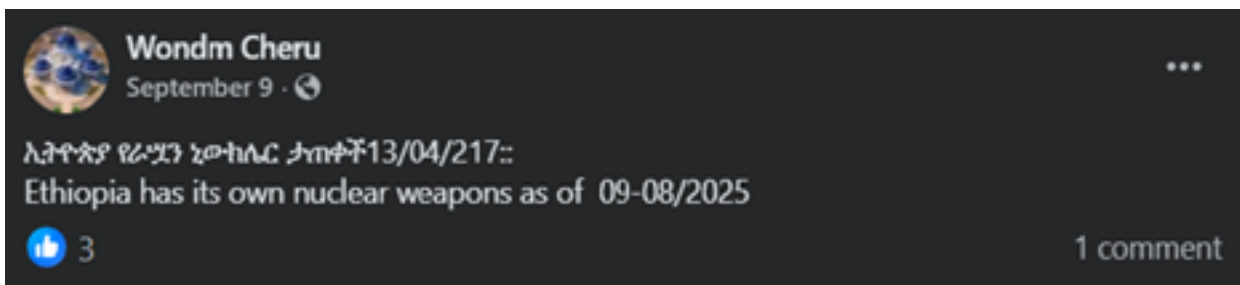 Wondm Cheru
September 9 ·
ኢትዮጵያ የራሷን ኒውክሌር ታጠቀች13/04/217::
Ethiopia has its own nuclear weapons as of 09-08/2025
3
1 comment